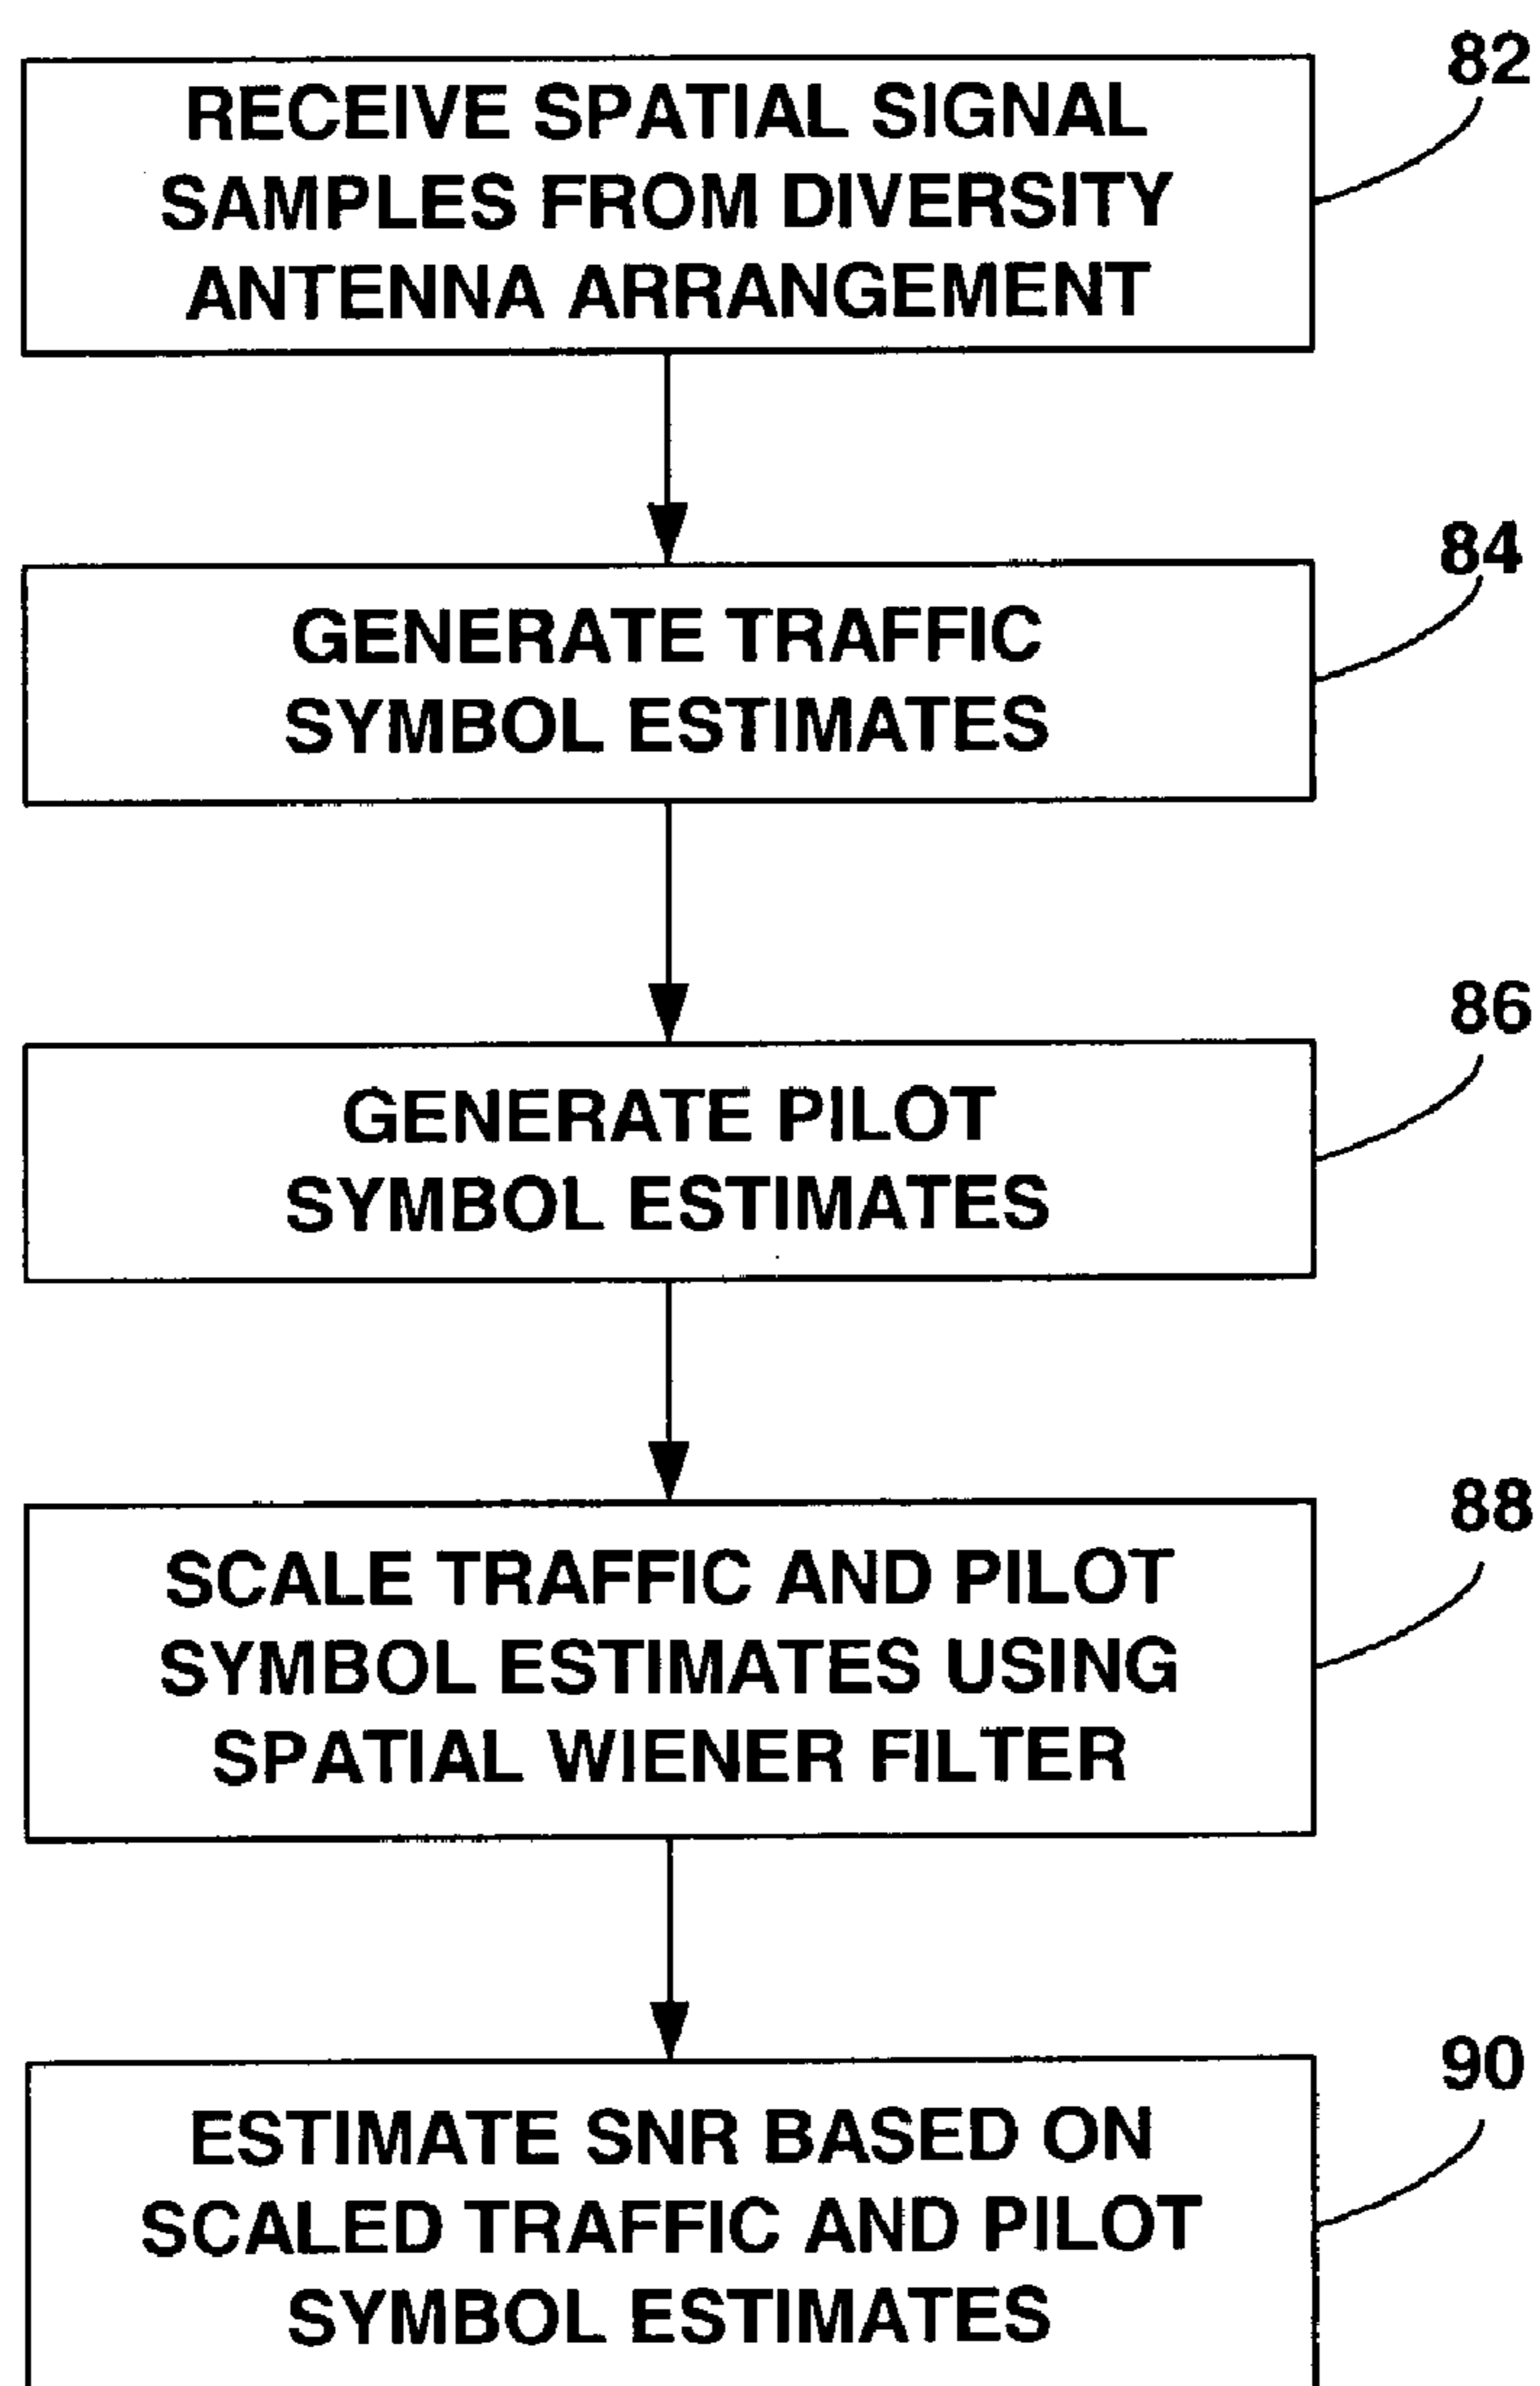 82
RECEIVE SPATIAL SIGNAL
SAMPLES FROM DIVERSITY
ANTENNA ARRANGEMENT
84
GENERATE TRAFFIC
SYMBOL ESTIMATES
86
GENERATE PILOT
SYMBOL ESTIMATES
88
SCALE TRAFFIC AND PILOT
SYMBOL ESTIMATES USING
SPATIAL WIENER FILTER
90
ESTIMATE SNR BASED ON
SCALED TRAFFIC AND PILOT
SYMBOL ESTIMATES